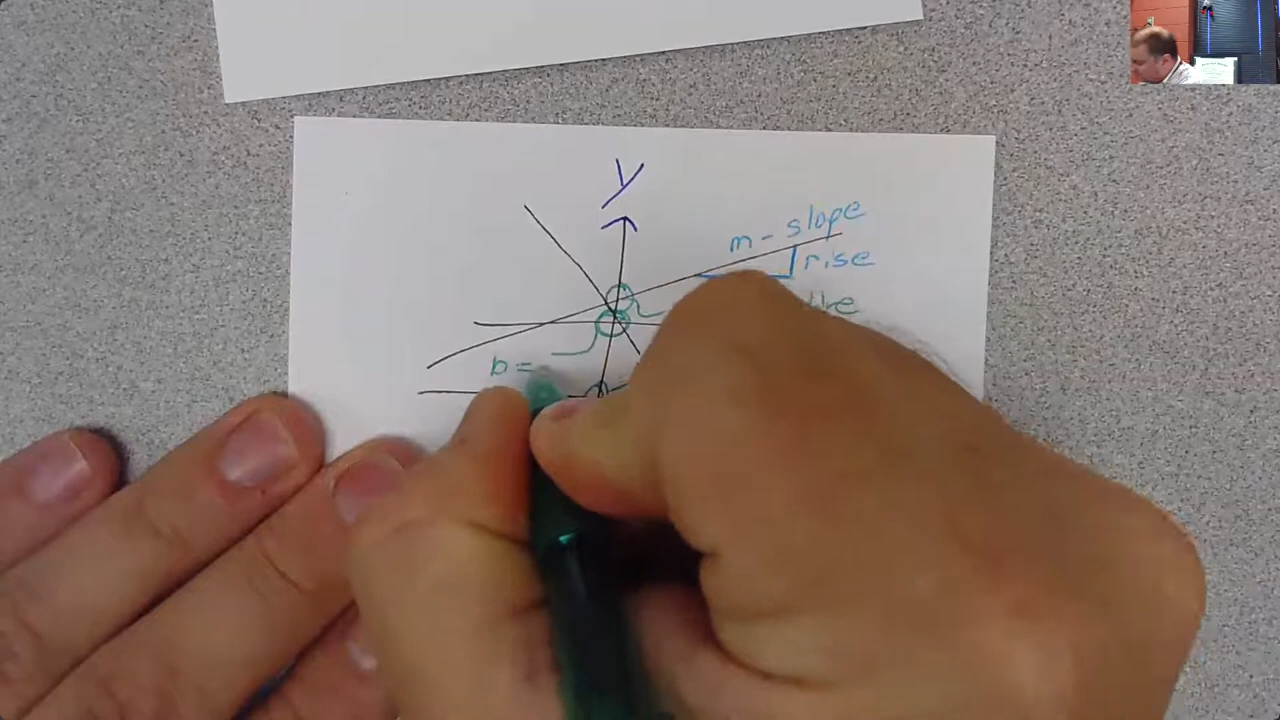 y
m - slope
rise
b =